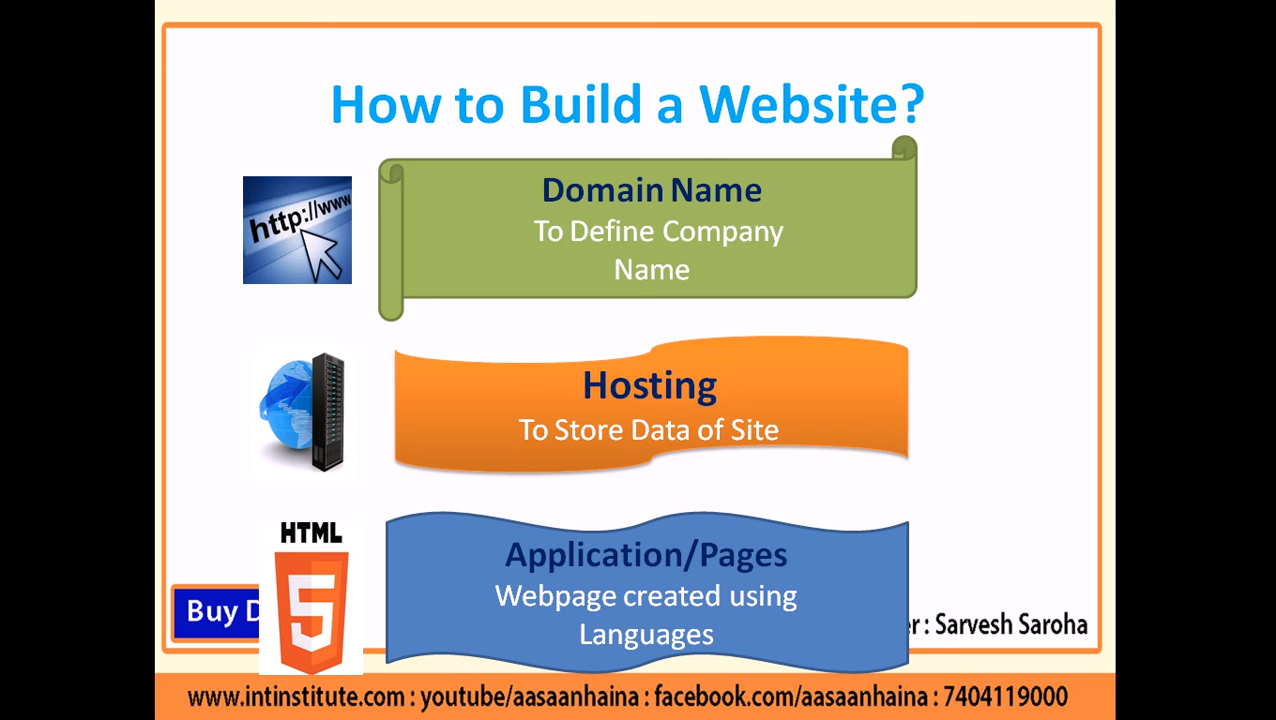 How to Build a Website?
http://www.
Domain Name
To Define Company
Name
Hosting
To Store Data of Site
HTML
5
Application/Pages
Webpage created using
Languages
Buy
: Sarvesh Saroha
www.intinstitute.com : youtube/aasaanhaina : facebook.com/aasaanhaina : 7404119000